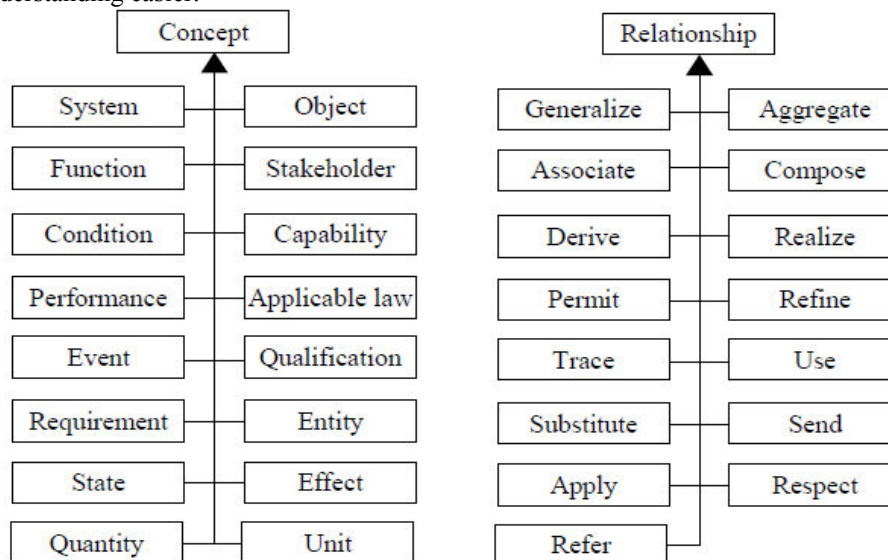 derstanding easier.
Concept
System Object
Function Stakeholder
Condition Capability
Performance Applicable law
Event Qualification
Requirement Entity
State Effect
Quantity Unit
Relationship
Generalize Aggregate
Associate Compose
Derive Realize
Permit Refine
Trace Use
Substitute Send
Apply Respect
Refer